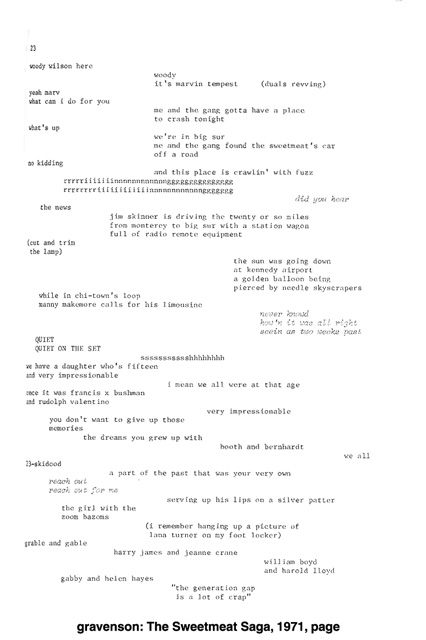 23
woody wilson here
woody
it's marvin tempest (duals revving)
yeah marv
what can i do for you
me and the gang gotta have a place
to crash tonight
what's up
we're in big sur
me and the gang found the sweetmeat's car
off a road
no kidding
and this place is crawlin' with fuzz
rrrrriiiiiiinnnnnnnnnnnggggggggggggggg
rrrrrrrriiiiiiiiiiiiinnnnnnnnnnnggggggg
did you hear
the news
jim skinner is driving the twenty or so miles
from monterey to big sur with a station wagon
full of radio remote equipment
(cut and trim
the lamp)
the sun was going down
at kennedy airport
a golden balloon being
pierced by needle skyscrapers
while in chi-town's loop
manny makemore calls for his limousine
never knowd
how'n it was all right
seein as two weeks past
QUIET
QUIET ON THE SET
sssssssssssshhhhhhhh
we have a daughter who's fifteen
and very impressionable
i mean we all were at that age
once it was francis x bushman
and rudolph valentino
very impressionable
you don't want to give up those
memories
the dreams you grew up with
booth and bernhardt
we all
23-skidood
a part of the past that was your very own
reach out
reach out for me
serving up his lips on a silver patter
the girl with the
zoom bazoms
(i remember hanging up a picture of
lana turner on my foot locker)
grable and gable
harry james and jeanne crane
william boyd
and harold lloyd
gabby and helen hayes
"the generation gap
is a lot of crap"
gravenson: The Sweetmeat Saga, 1971, page